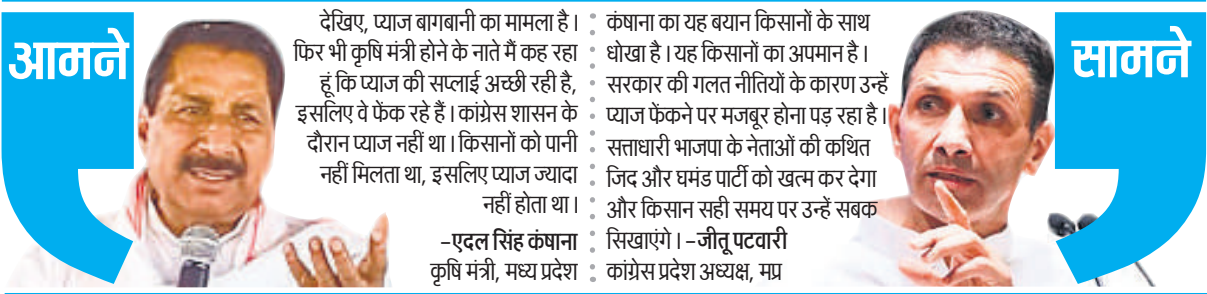 आमने
देखिए, प्याज बागबानी का मामला है।
फिर भी कृषि मंत्री होने के नाते मैं कह रहा
हूं कि प्याज की सप्लाई अच्छी रही है,
इसलिए वे फेंक रहे हैं। कांग्रेस शासन के
दौरान प्याज नहीं था। किसानों को पानी
नहीं मिलता था, इसलिए प्याज ज्यादा
नहीं होता था।
–एदल सिंह कंषाना
कृषि मंत्री, मध्य प्रदेश
कंषाना का यह बयान किसानों के साथ
धोखा है। यह किसानों का अपमान है।
सरकार की गलत नीतियों के कारण उन्हें
प्याज फेंकने पर मजबूर होना पड़ रहा है।
सत्ताधारी भाजपा के नेताओं की कथित
जिद और घमंड पार्टी को खत्म कर देगा
और किसान सही समय पर उन्हें सबक
सिखाएंगे। –जीतू पटवारी
कांग्रेस प्रदेश अध्यक्ष, मप्र
सामने